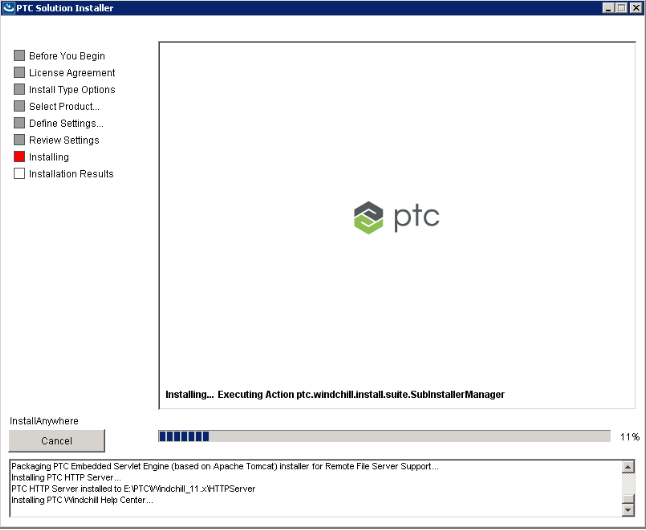 PTC Solution Installer
Before You Begin
License Agreement
Install Type Options
Select Product...
Define Settings...
Review Settings
Installing
Installation Results
ptc
Installing... Executing Action ptc.windchill.install.suite.SubInstallerManager
InstallAnywhere
Cancel
11%
Packaging PTC Embedded Servlet Engine (based on Apache Tomcat) installer for Remote File Server Support...
Installing PTC HTTP Server...
PTC HTTP Server installed to E:\PTC\Windchill_11.x\HTTPServer
Installing PTC Windchill Help Center...